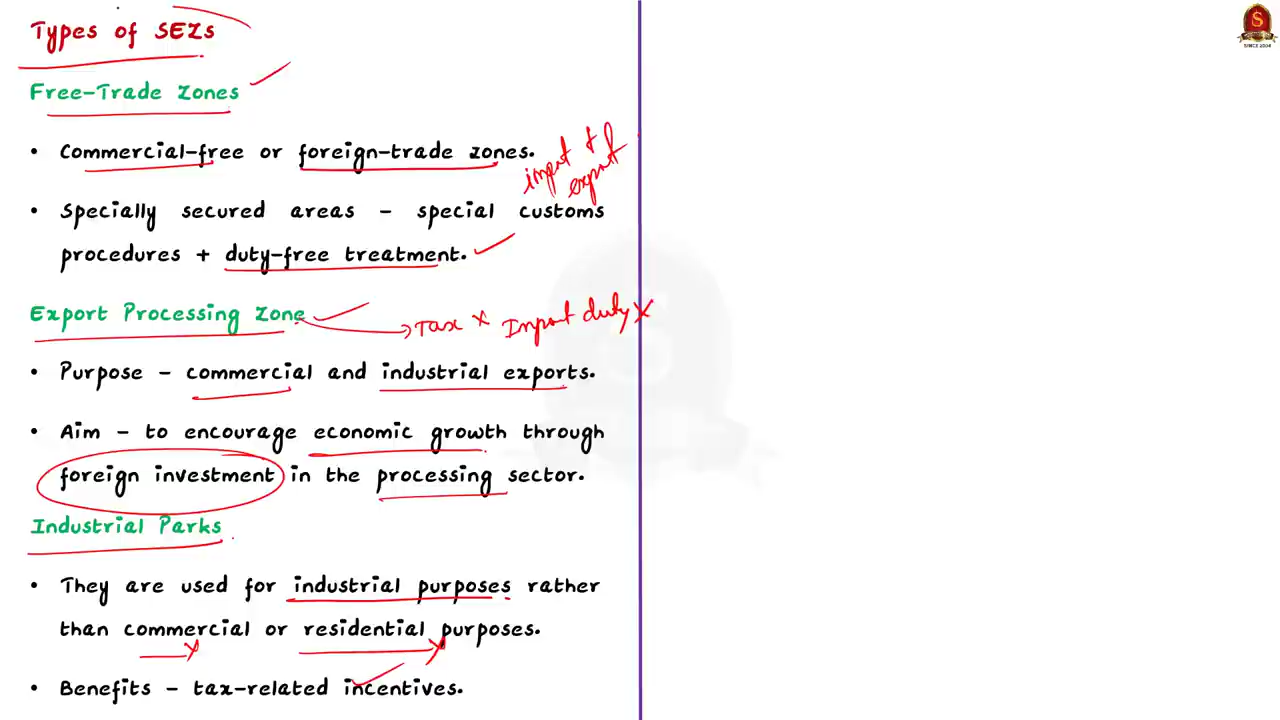 Types of SEZs
Free-Trade Zones
• Commercial-free or foreign-trade zones.
import &
export
• Specially secured areas - special customs
procedures + duty-free treatment.
Export Processing Zone
Tax x Import duty x
• Purpose - commercial and industrial exports.
• Aim - to encourage economic growth through
foreign investment in the processing sector.
Industrial Parks
• They are used for industrial purposes rather
than commercial or residential purposes.
• Benefits - tax-related incentives.
S
SINCE 2004